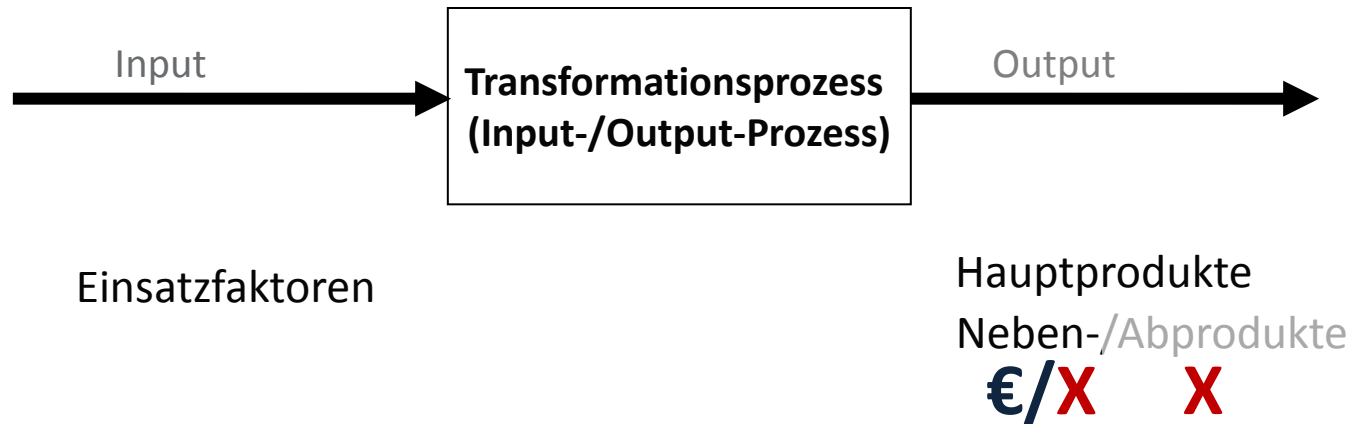 Input
Transformationsprozess
(Input-/Output-Prozess)
Output
Einsatzfaktoren
Hauptprodukte
Neben-/Abprodukte
€/X X